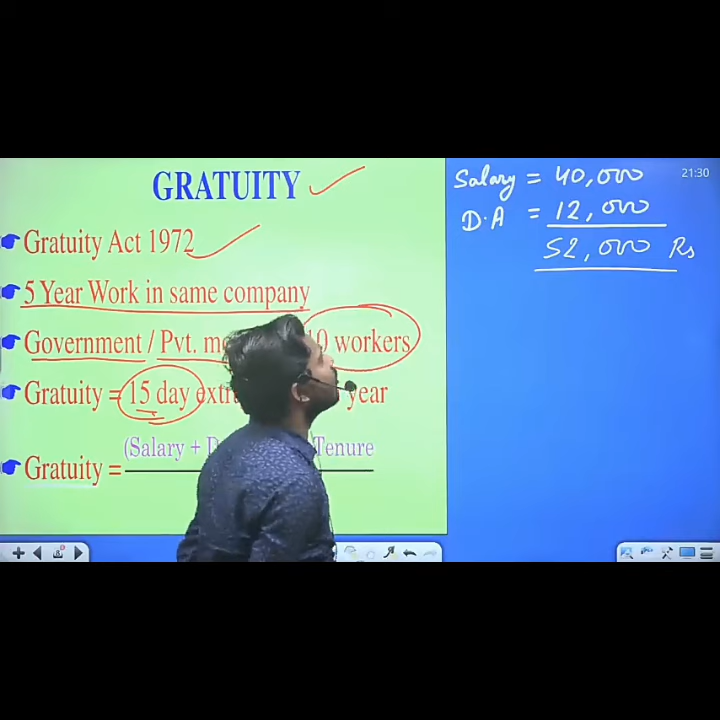 GRATUITY
Gratuity Act 1972
5 Year Work in same company
Government / Pvt. 10 workers
Gratuity = 15 day year
Gratuity = (Salary + Tenure
Salary = 40,000
D.A = 12,000
52,000 Rs
21:30